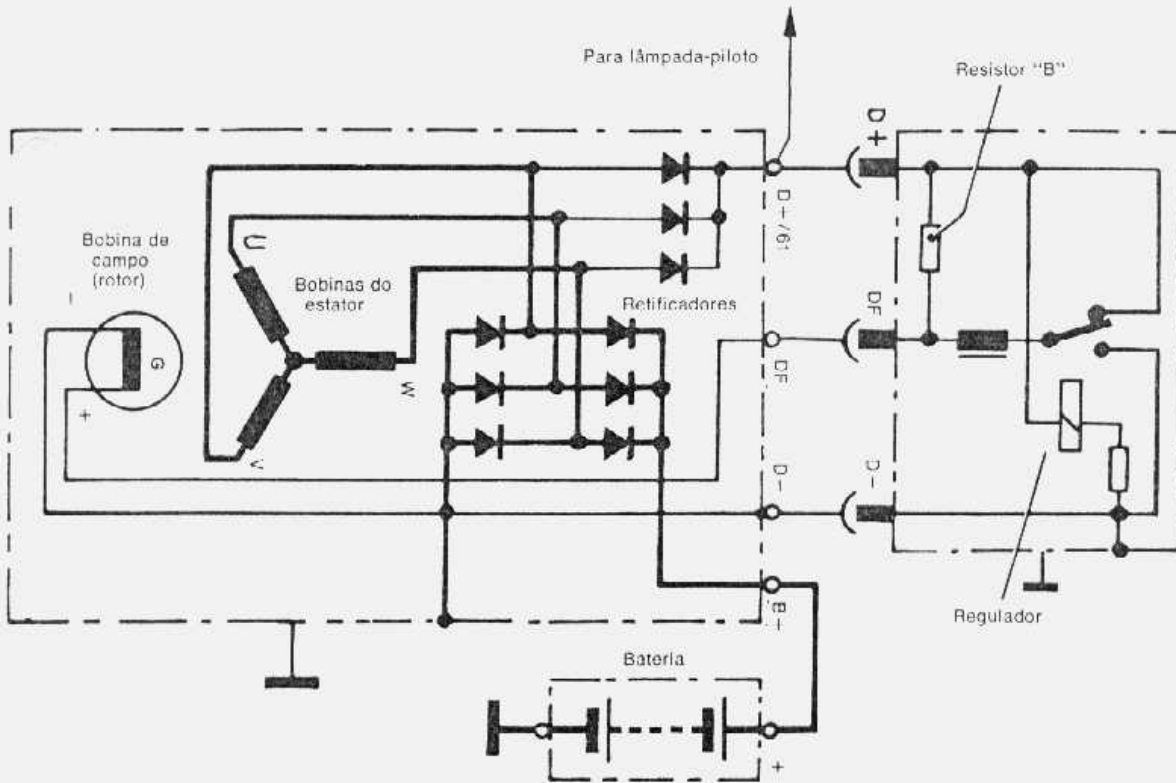 Para lâmpada-piloto
Resistor "B"
D+
D+/61
Bobina de
campo
(rotor)
–
G
+
U
Bobinas do
estator
W
V
Retificadores
DF
DF
D–
D–
B+
Regulador
Bateria
+